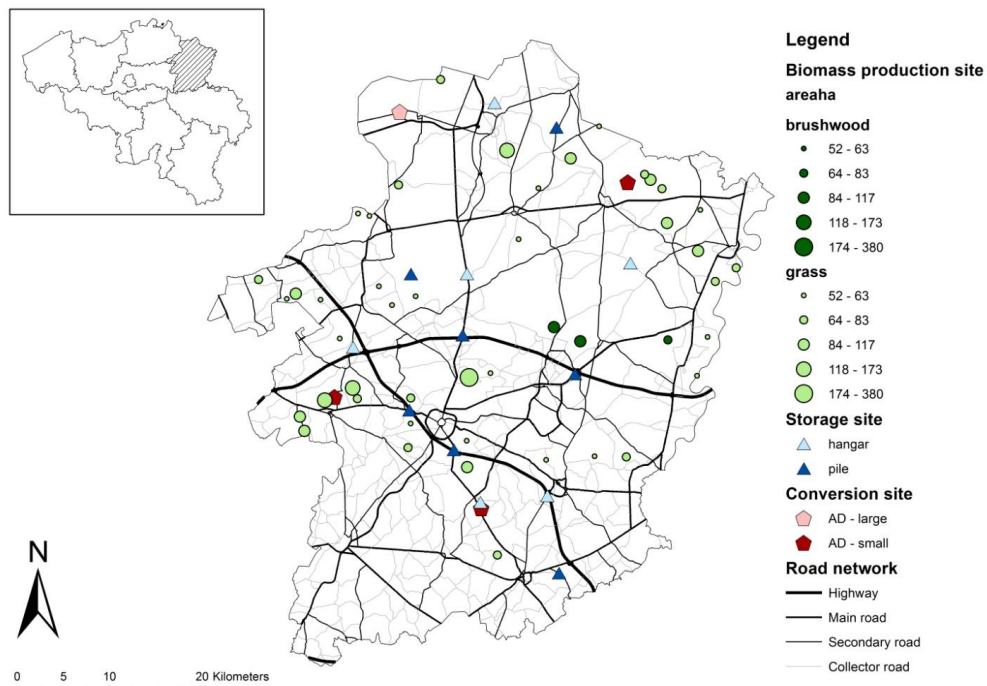 Legend
Biomass production site
areaha
brushwood
52 - 63
64 - 83
84 - 117
118 - 173
174 - 380
grass
52 - 63
64 - 83
84 - 117
118 - 173
174 - 380
Storage site
hangar
pile
Conversion site
AD - large
AD - small
Road network
Highway
Main road
Secondary road
Collector road
N
0 5 10 20 Kilometers